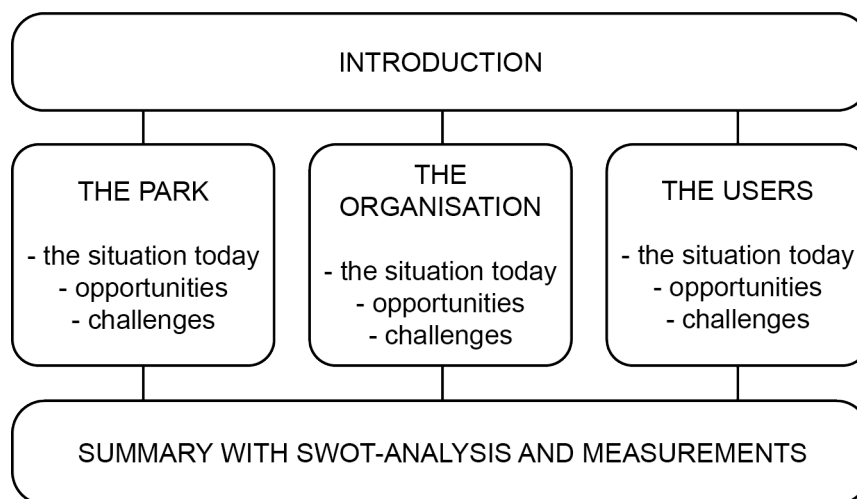 INTRODUCTION
THE PARK
- the situation today
- opportunities
- challenges
THE
ORGANISATION
- the situation today
- opportunities
- challenges
THE USERS
- the situation today
- opportunities
- challenges
SUMMARY WITH SWOT-ANALYSIS AND MEASUREMENTS